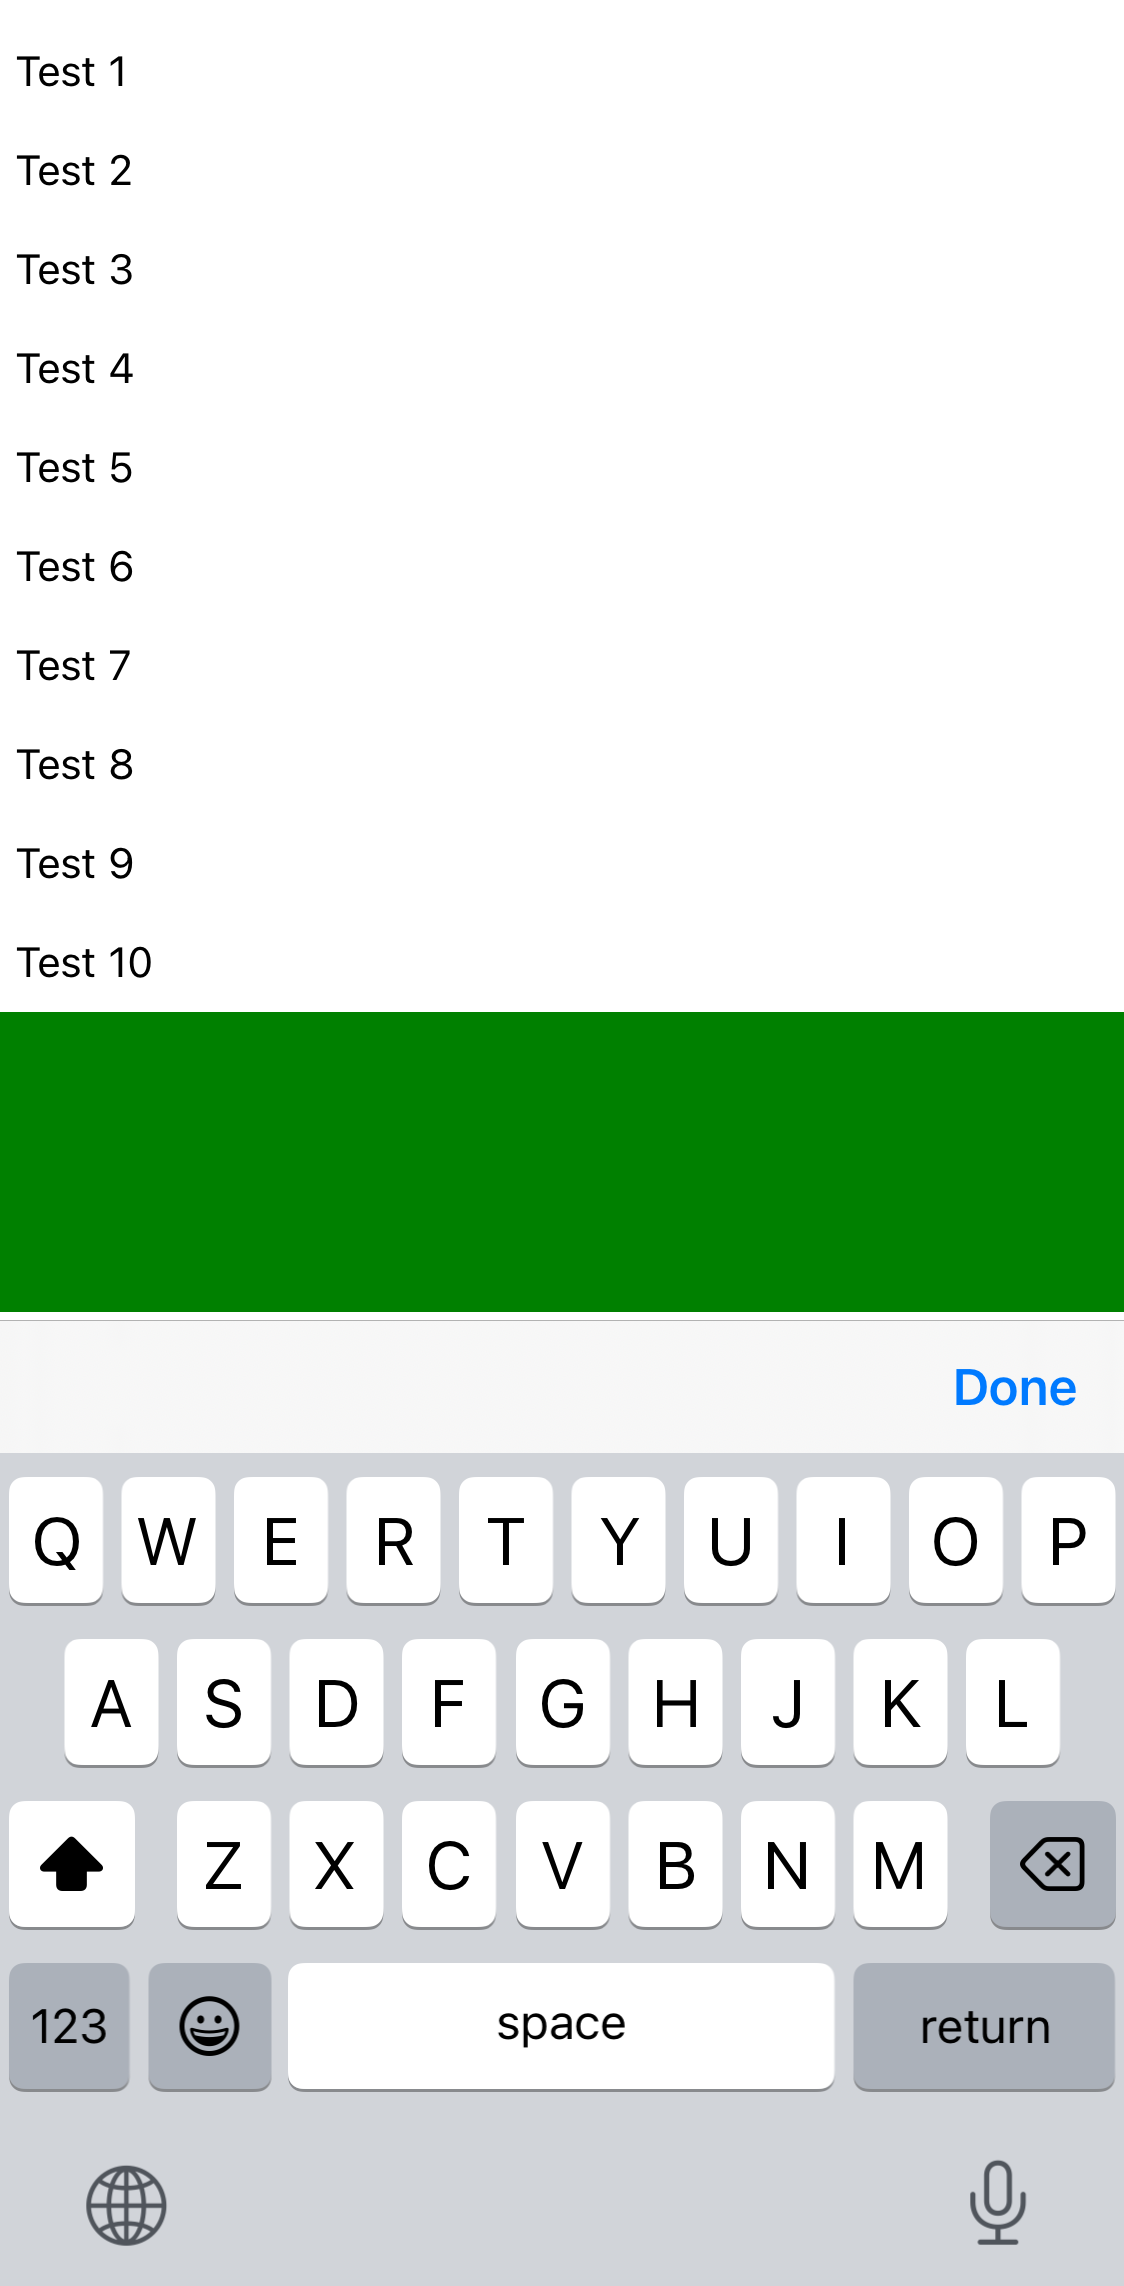 Test 1
Test 2
Test 3
Test 4
Test 5
Test 6
Test 7
Test 8
Test 9
Test 10
Done
Q W E R T Y U I O P
A S D F G H J K L
Z X C V B N M
123 space return